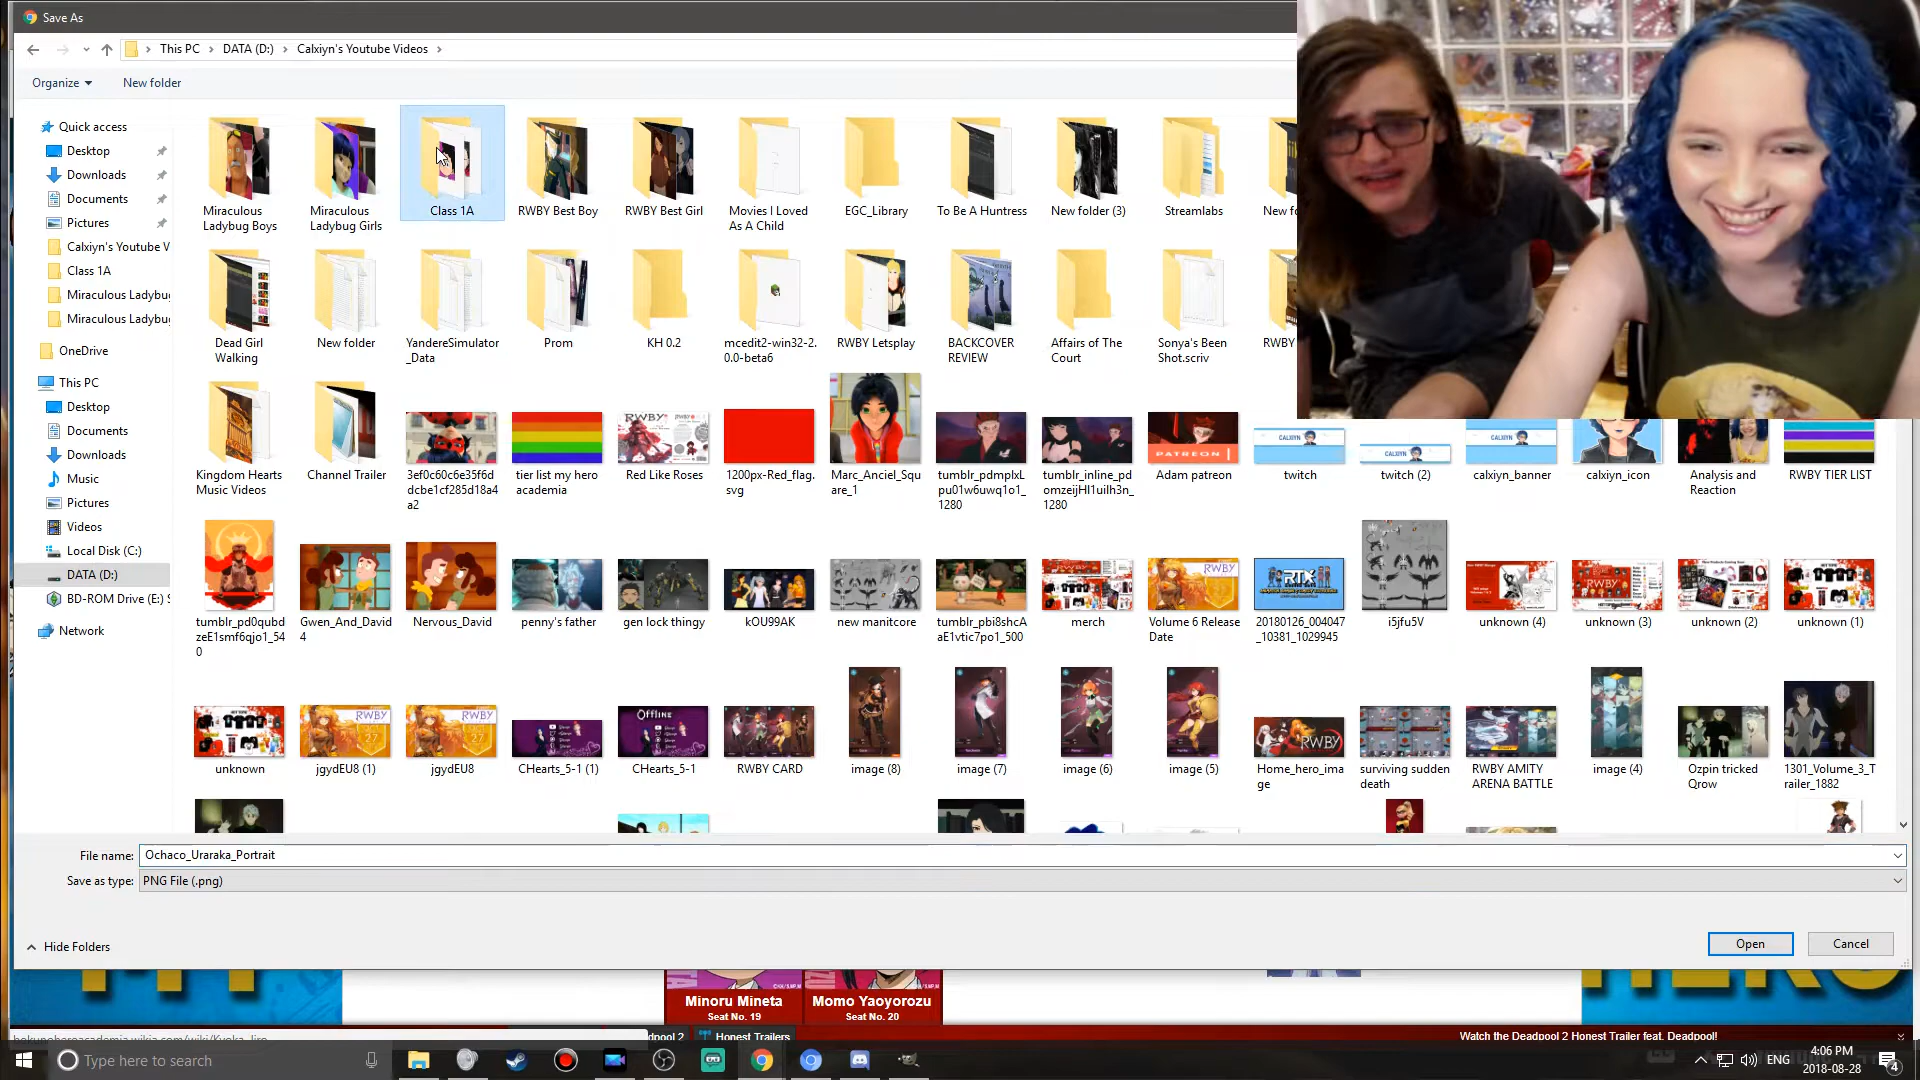 Save As
This PC > DATA (D:) > Calxiyn's Youtube Videos >
Organize
New folder
Quick access
Desktop
Downloads
Documents
Pictures
Calxiyn's Youtube V
Class 1A
Miraculous Ladybug
Miraculous Ladybug
OneDrive
This PC
Desktop
Documents
Downloads
Music
Pictures
Videos
Local Disk (C:)
DATA (D:)
BD-ROM Drive (E:) S
Network
Miraculous Ladybug Boys
Miraculous Ladybug Girls
Class 1A
RWBY Best Boy
RWBY Best Girl
Movies I Loved As A Child
EGC_Library
To Be A Huntress
New folder (3)
Streamlabs
New fo
Dead Girl Walking
New folder
YandereSimulator_Data
Prom
KH 0.2
mcedit2-win32-2.0.0-beta6
RWBY Letsplay
BACKCOVER REVIEW
Affairs of The Court
Sonya's Been Shot.scriv
RWBY
Kingdom Hearts Music Videos
Channel Trailer
3ef0c60c6e35f6ddcbe1cf285d18a4a2
tier list my hero academia
Red Like Roses
1200px-Red_flag.svg
Marc_Anciel_Square_1
tumblr_pdmplxLpu01w6uwq1o1_1280
tumblr_inline_pdomzeijHl1uilh3n_1280
Adam patreon
twitch
twitch (2)
calxiyn_banner
calxiyn_icon
Analysis and Reaction
RWBY TIER LIST
tumblr_pd0qubdzeE1smf6qjo1_540
Gwen_And_David4
Nervous_David
penny's father
gen lock thingy
kOU99AK
new manitcore
tumblr_pbi8shcAaE1vtic7po1_500
merch
Volume 6 Release Date
20180126_004047_10381_1029945
i5jfu5V
unknown (4)
unknown (3)
unknown (2)
unknown (1)
unknown
jgydEU8 (1)
jgydEU8
CHearts_5-1 (1)
CHearts_5-1
RWBY CARD
image (8)
image (7)
image (6)
image (5)
Home_hero_image
surviving sudden death
RWBY AMITY ARENA BATTLE
image (4)
Ozpin tricked Qrow
1301_Volume_3_Trailer_1882
File name: Ochaco_Uraraka_Portrait
Save as type: PNG File (.png)
Hide Folders
Open
Cancel
Minoru Mineta
Seat No. 19
Momo Yaoyorozu
Seat No. 20
dpool 2
Honest Trailers
Watch the Deadpool 2 Honest Trailer feat. Deadpool!
Type here to search
ENG
4:06 PM
2018-08-28
4